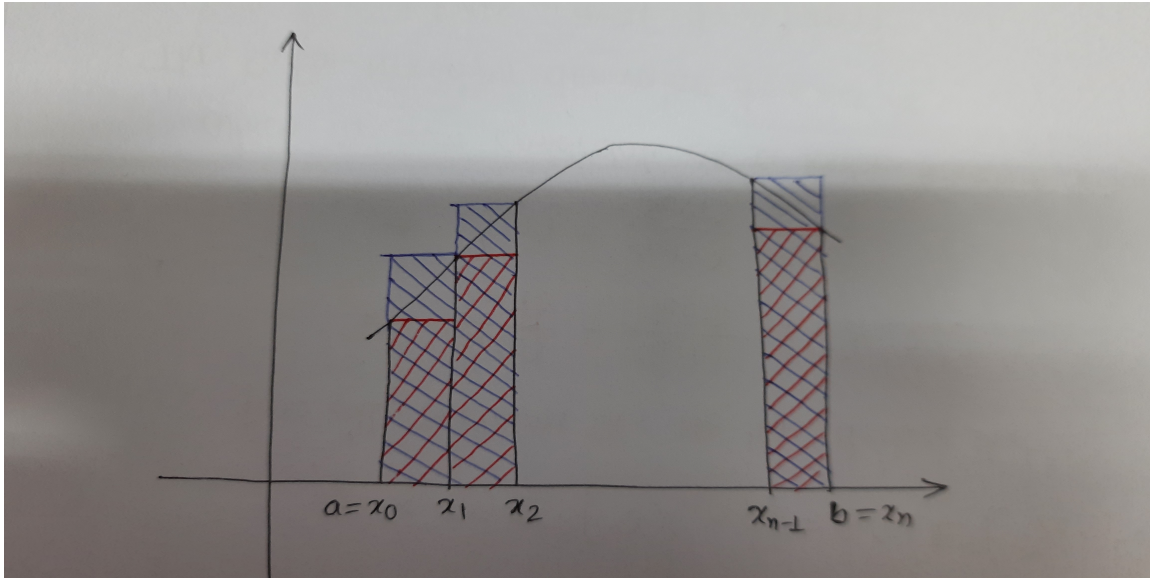 a = x₀ x₁ x₂ xₙ₋₁ b = xₙ